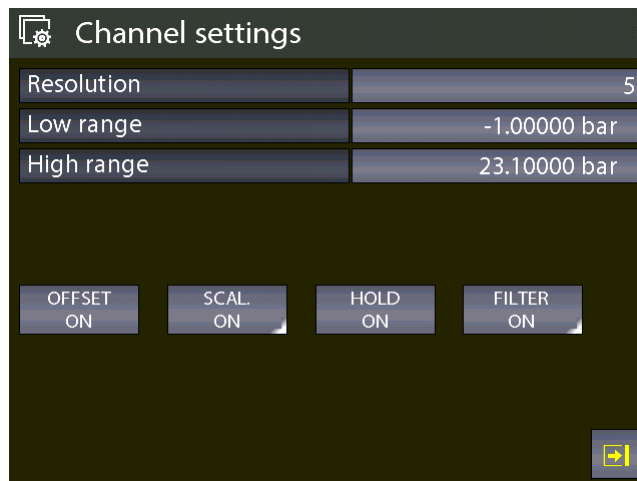 Channel settings
Resolution 5
Low range -1.00000 bar
High range 23.10000 bar
OFFSET SCAL. HOLD FILTER
ON ON ON ON